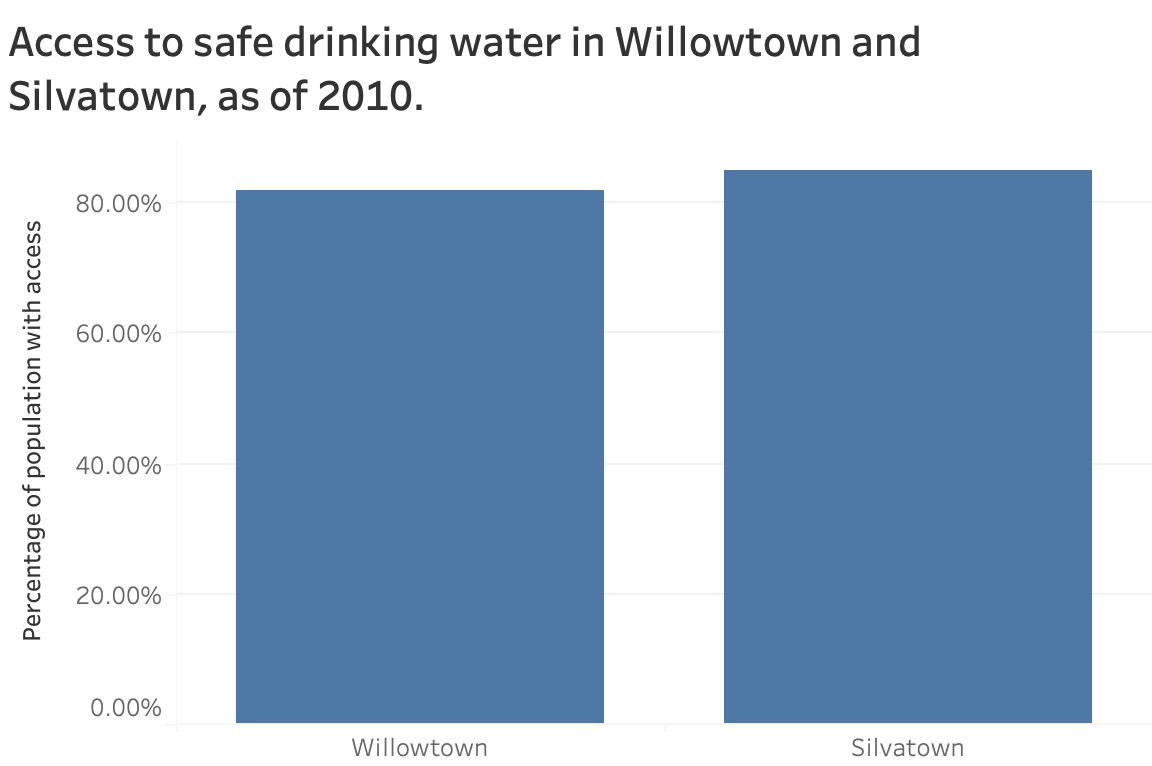 Access to safe drinking water in Willowtown and
Silvatown, as of 2010.
Percentage of population with access
80.00%
60.00%
40.00%
20.00%
0.00%
Willowtown
Silvatown